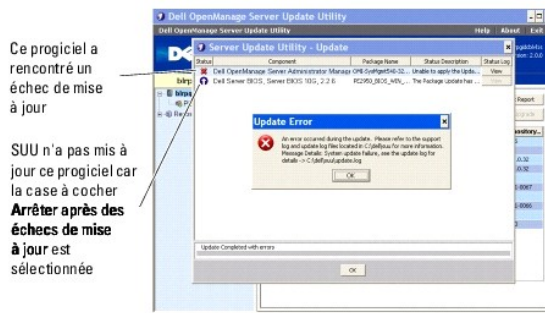 Dell OpenManage Server Update Utility
Dell OpenManage Server Update Utility
Help About Exit
Ce progiciel a
rencontré un
échec de mise
à jour
SUU n'a pas mis à
jour ce progiciel car
la case à cocher
Arrêter après des
échecs de mise
à jour est
sélectionnée
Server Update Utility - Update
Status Component Package Name Status Description Status Log
Dell OpenManage Server Administrator Manage Unable to apply the Upda... View
Dell Server BIOS, Server BIOS 10G, 2.2.6 PE2950_BIOS_WIN_... The Package Update has ... View
Update Error
An error occurred during the update. Please refer to the support
log and update log files located in C:/dell/suu for more information.
Message Details: System update failure, see the update log for
details -> C:/dell/suu/update.log
OK
Report
Update Completed with errors
OK